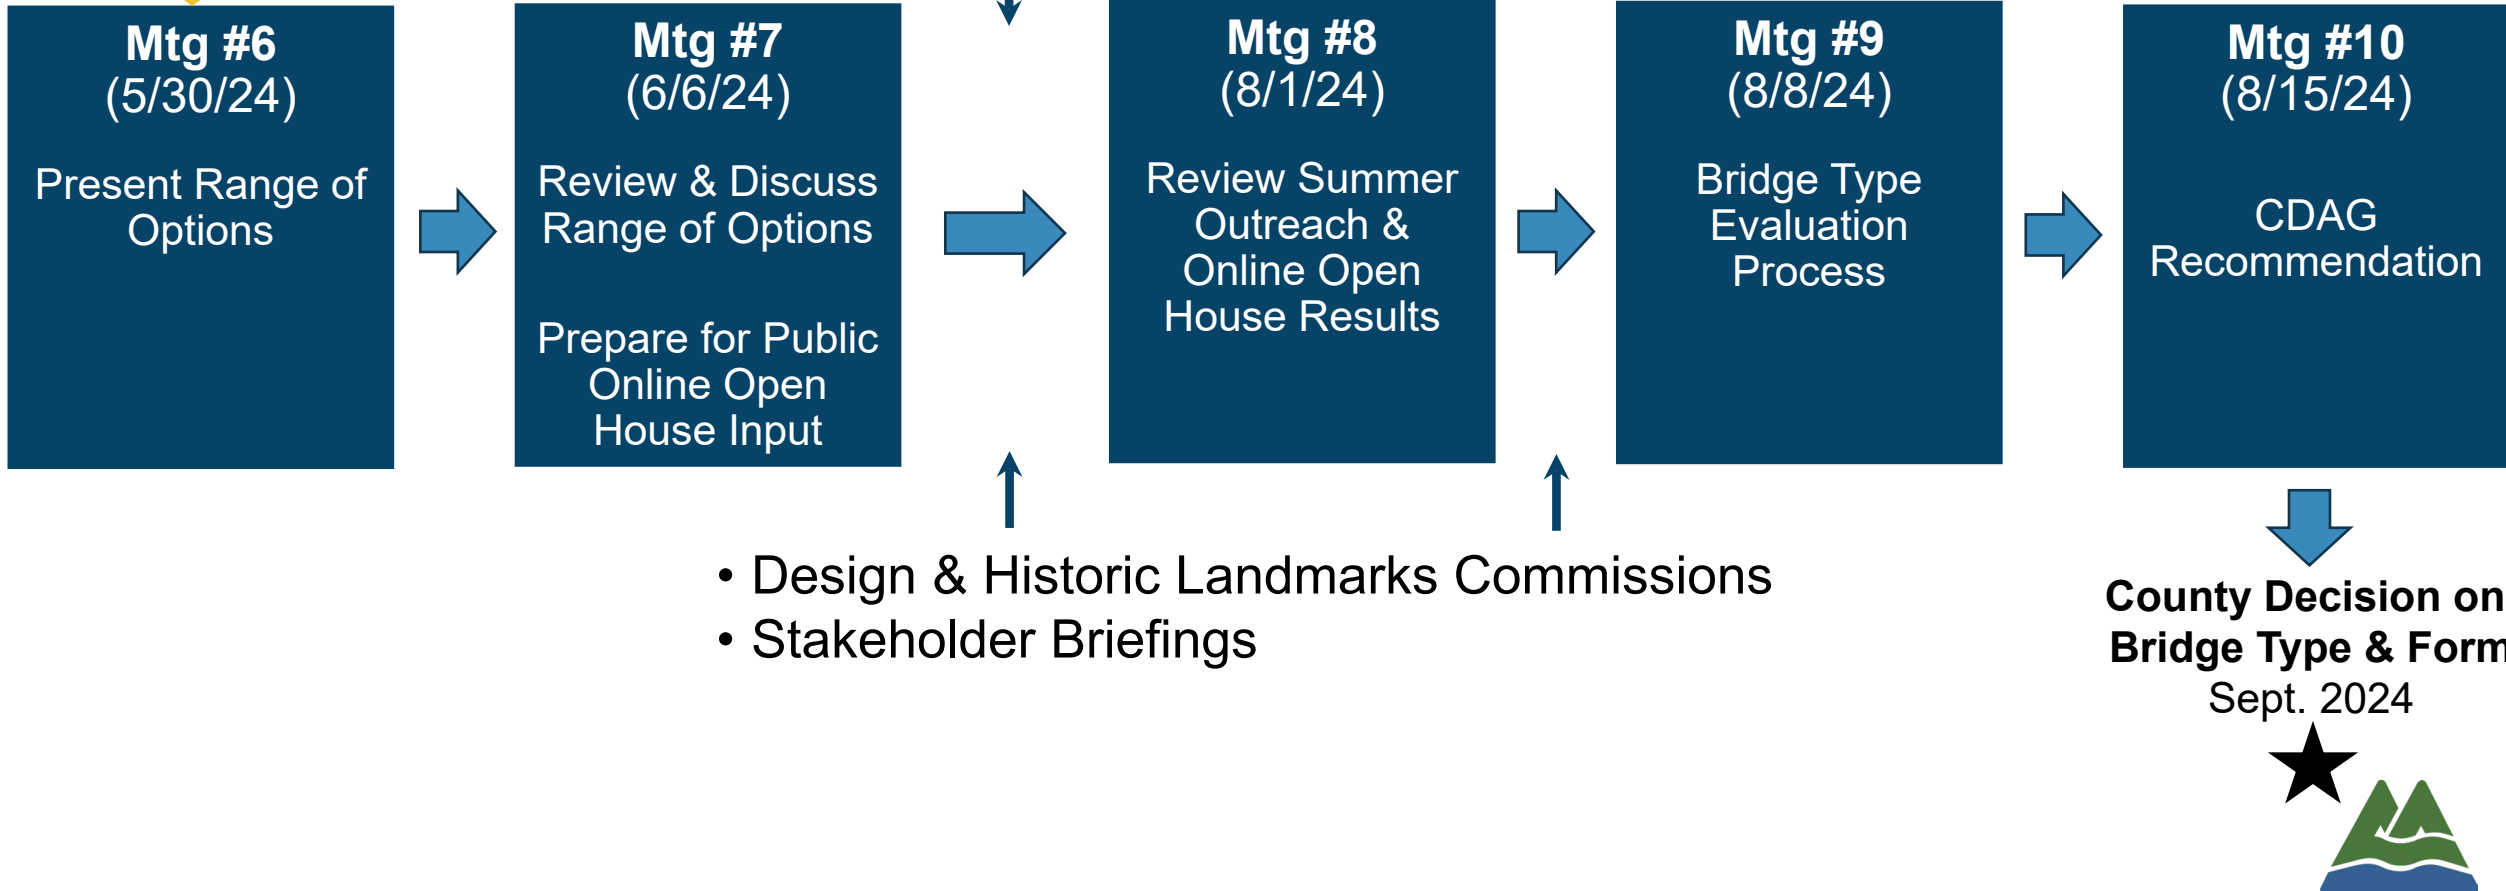 Mtg #6
(5/30/24)
Present Range of
Options
Mtg #7
(6/6/24)
Review & Discuss
Range of Options
Prepare for Public
Online Open
House Input
Mtg #8
(8/1/24)
Review Summer
Outreach &
Online Open
House Results
Mtg #9
(8/8/24)
Bridge Type
Evaluation
Process
Mtg #10
(8/15/24)
CDAG
Recommendation
• Design & Historic Landmarks Commissions
• Stakeholder Briefings
County Decision on
Bridge Type & Form
Sept. 2024